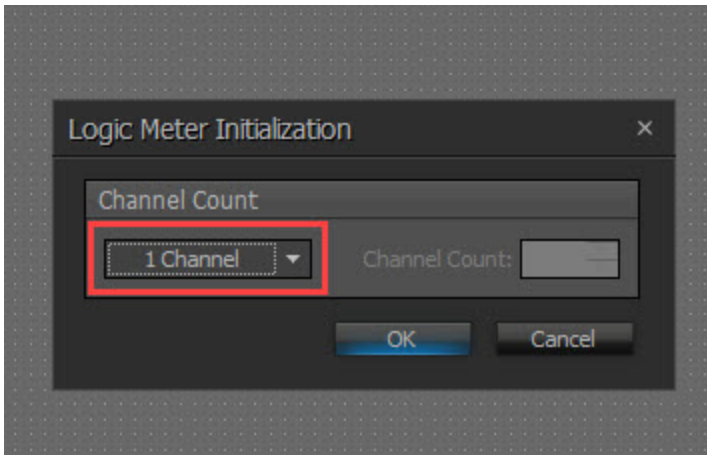 Logic Meter Initialization ×
Channel Count
1 Channel Channel Count:
OK Cancel